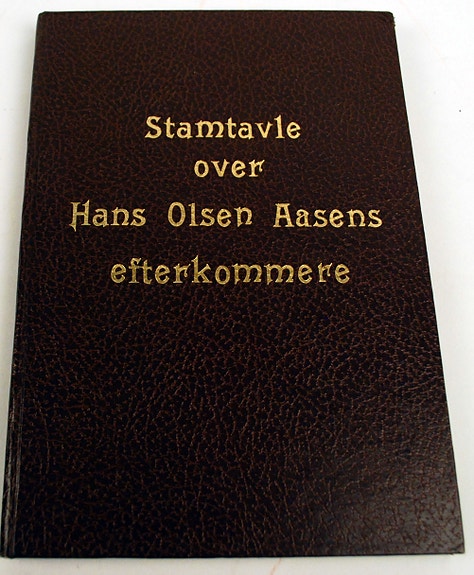 Stamtavle
over
Hans Olsen Aasens
efterkommere